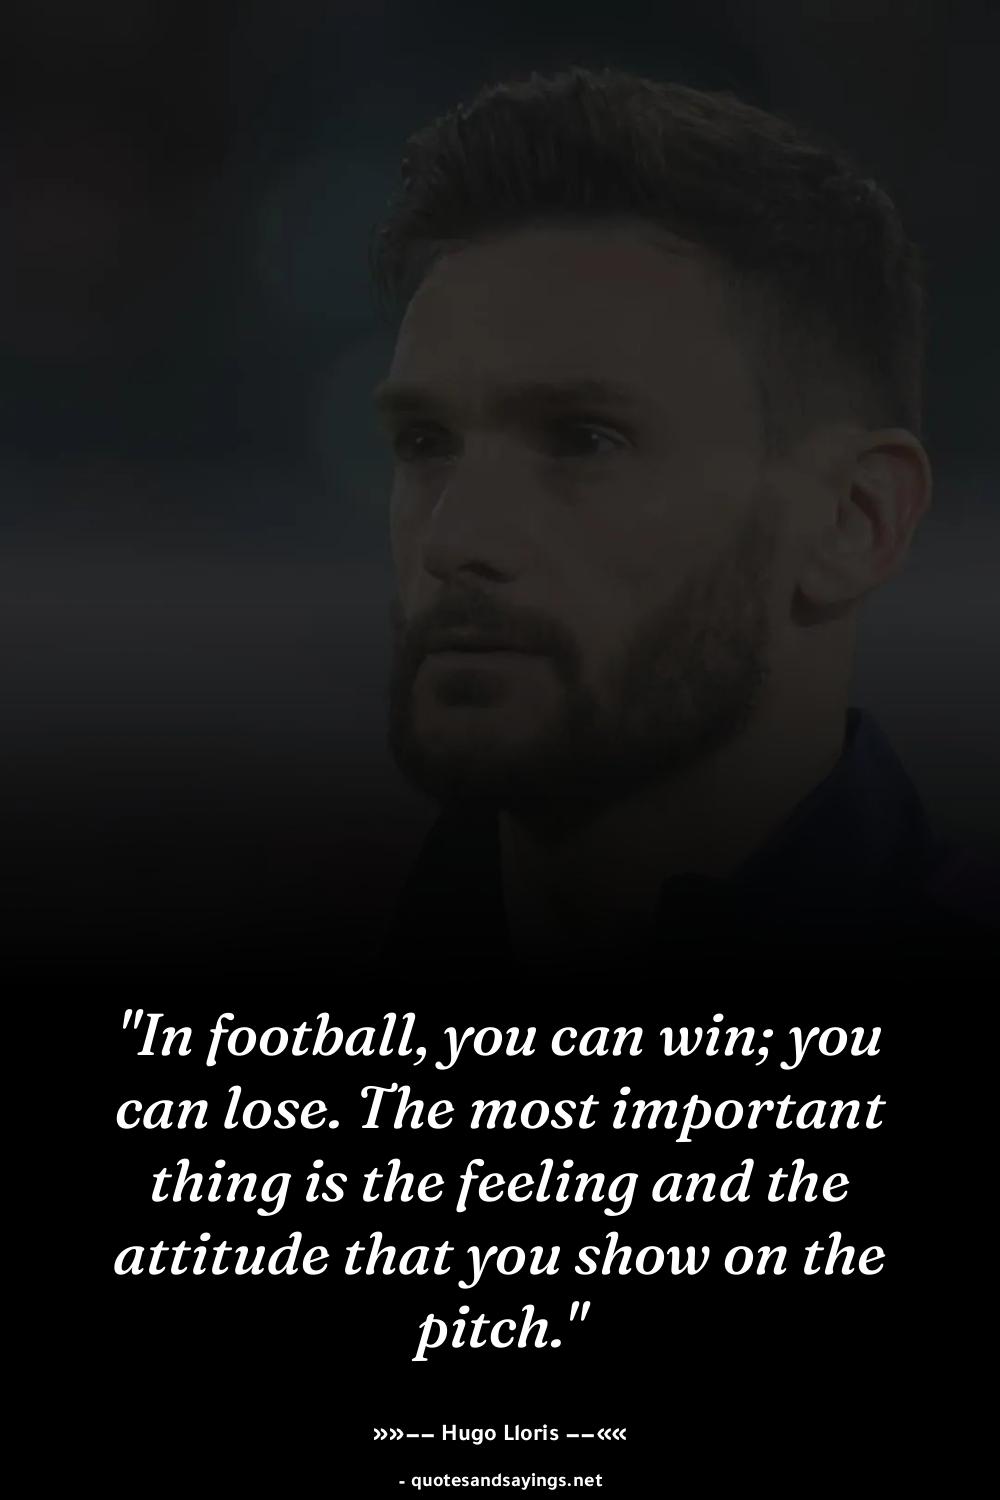 "In football, you can win; you
can lose. The most important
thing is the feeling and the
attitude that you show on the
pitch."
»»–– Hugo Lloris ––««
- quotesandsayings.net